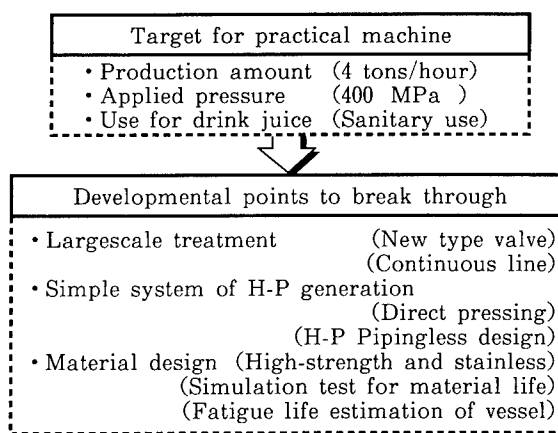 Target for practical machine
・Production amount (4 tons/hour)
・Applied pressure (400 MPa )
・Use for drink juice (Sanitary use)
Developmental points to break through
・Largescale treatment (New type valve)
(Continuous line)
・Simple system of H-P generation
(Direct pressing)
(H-P Pipingless design)
・Material design (High-strength and stainless)
(Simulation test for material life)
(Fatigue life estimation of vessel)